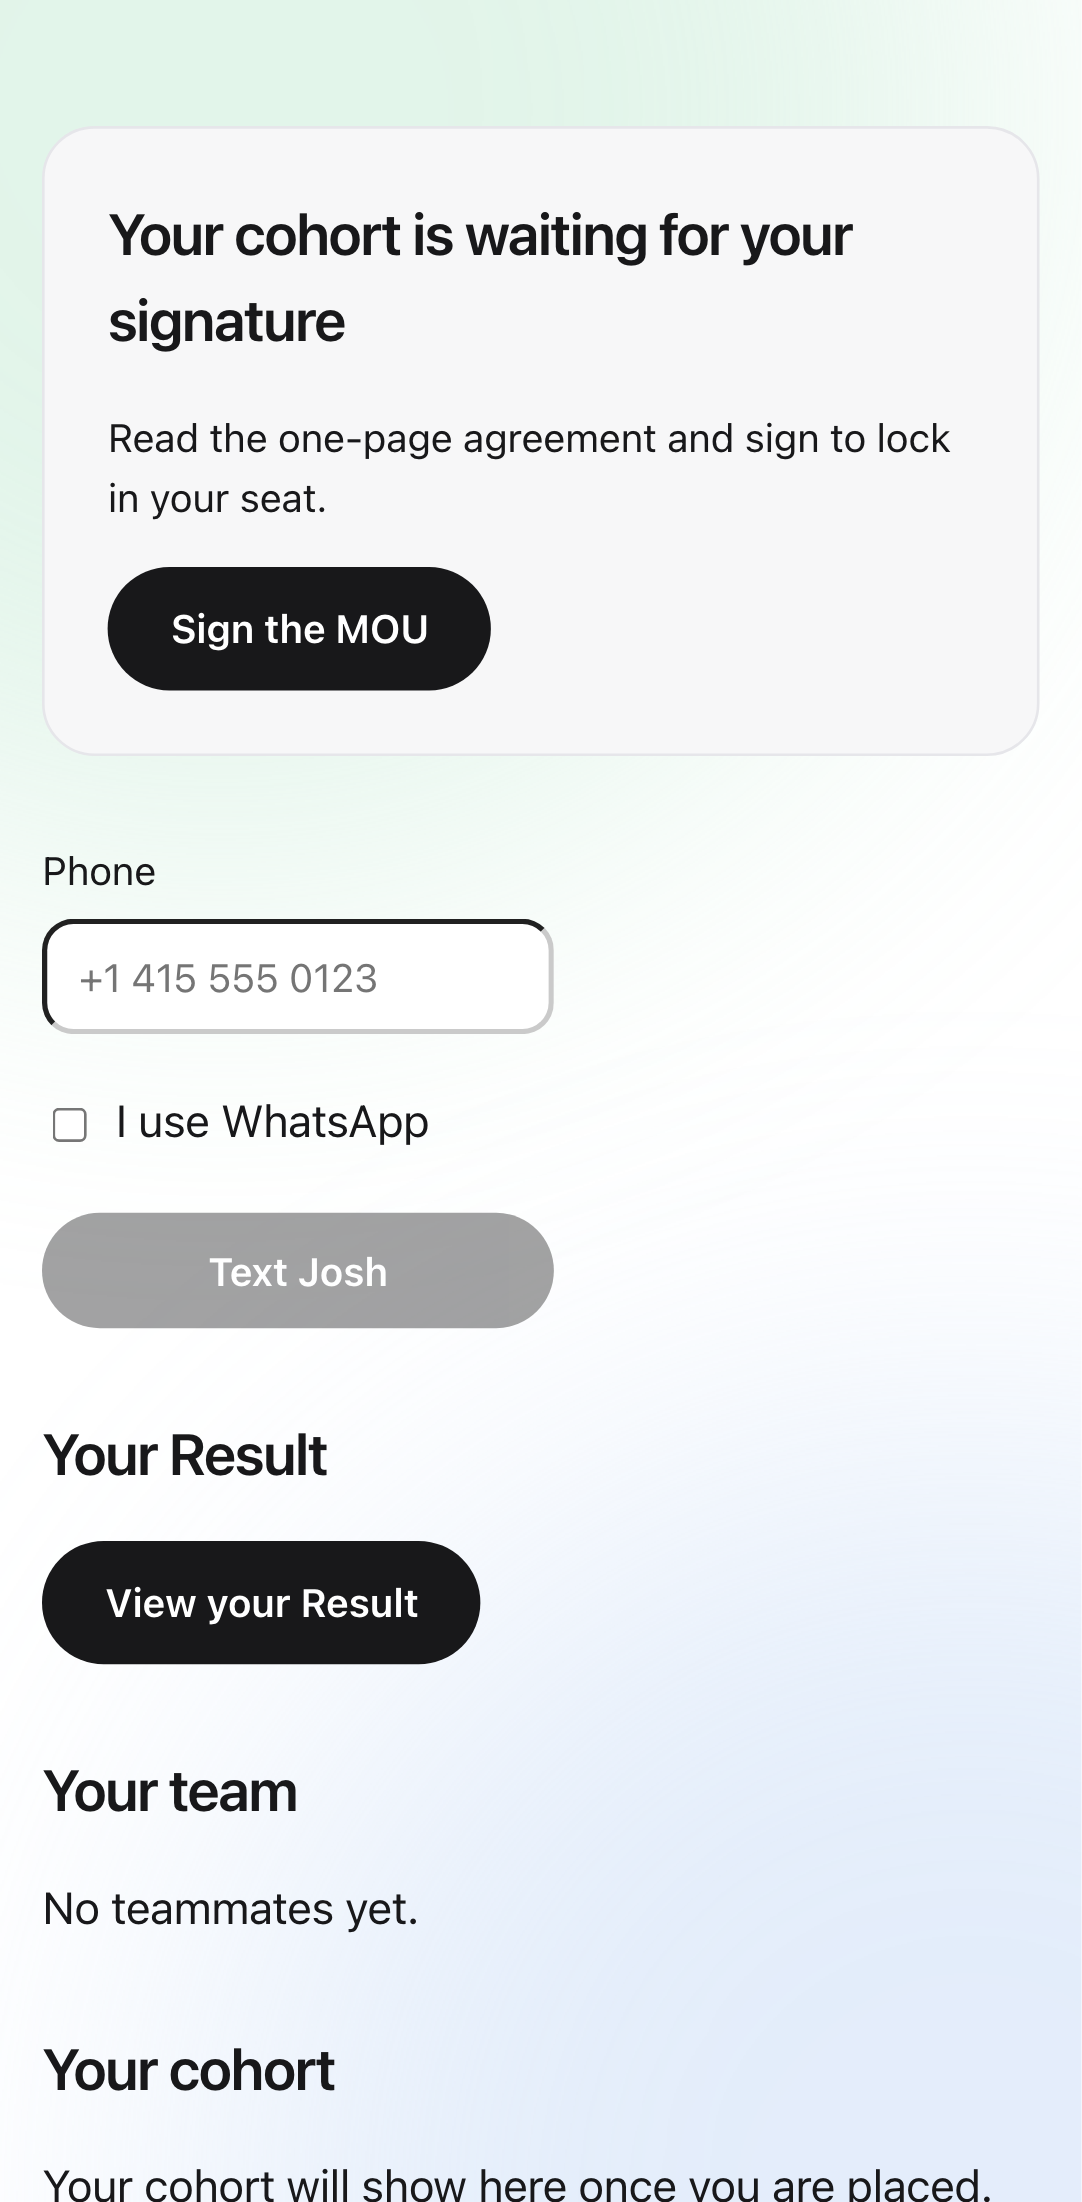 Your cohort is waiting for your
signature
Read the one-page agreement and sign to lock
in your seat.
Sign the MOU
Phone
+1 415 555 0123
I use WhatsApp
Text Josh
Your Result
View your Result
Your team
No teammates yet.
Your cohort
Your cohort will show here once you are placed.